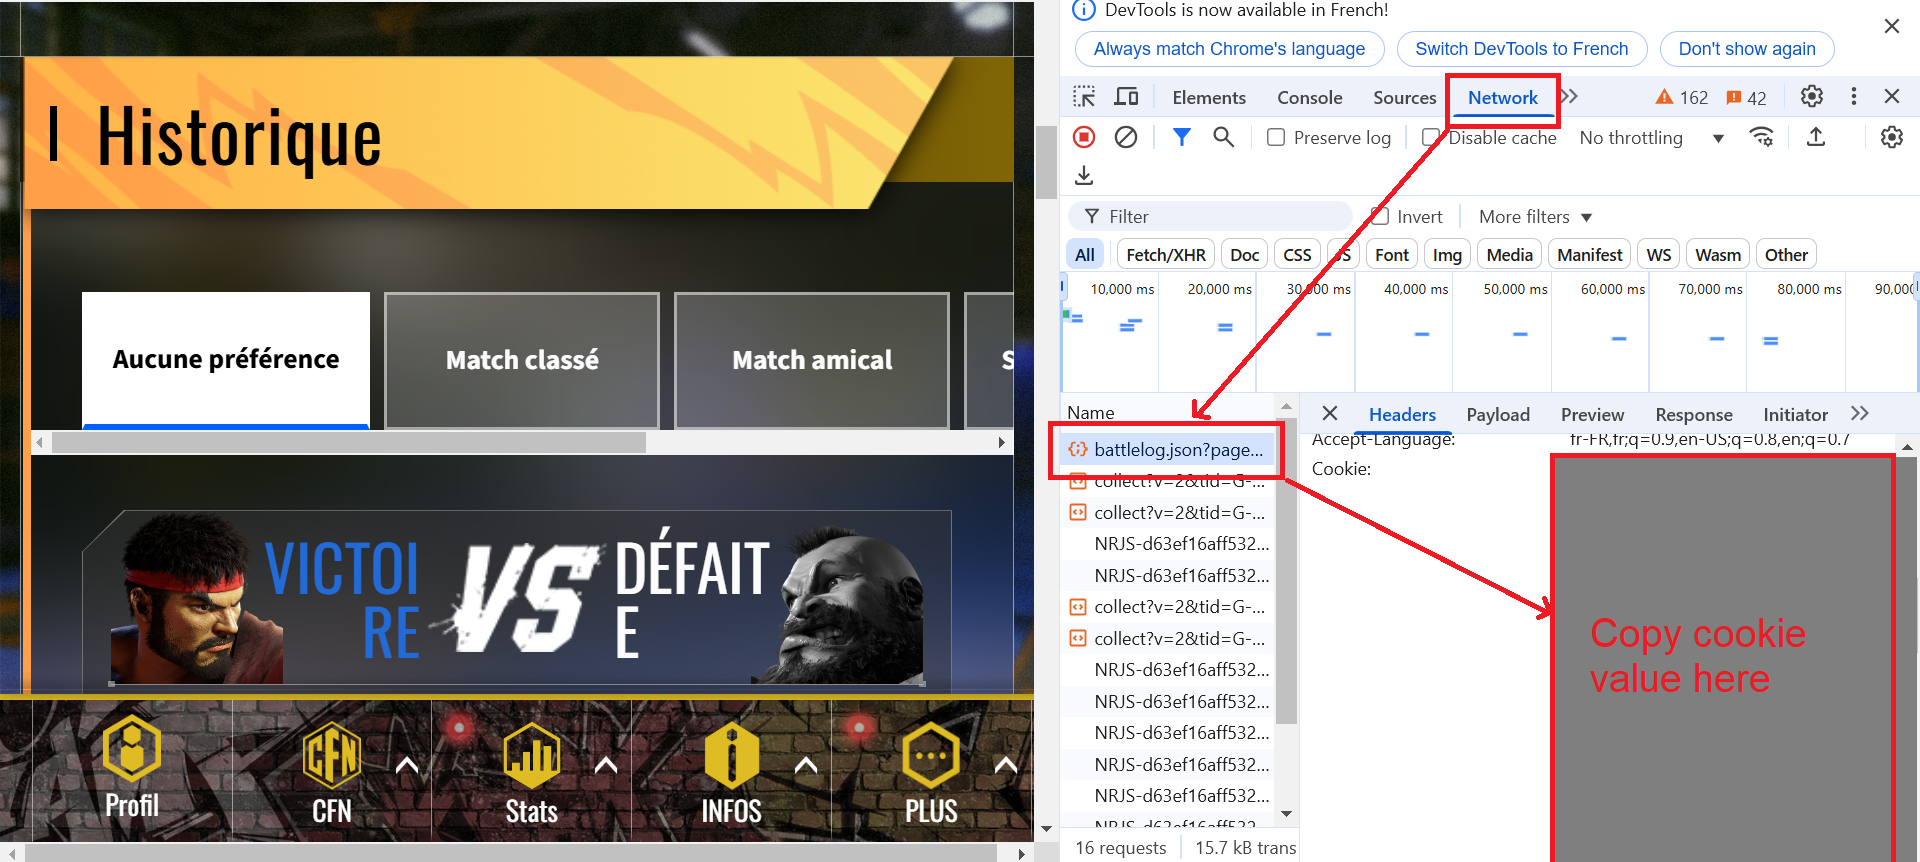 Historique
Aucune préférence
Match classé
Match amical
VICTOI
RE
VS
DÉFAIT
E
Profil
CFN
CFN
Stats
INFOS
PLUS
DevTools is now available in French!
Always match Chrome's language
Switch DevTools to French
Don't show again
Elements
Console
Sources
Network
162
42
Preserve log
Disable cache
No throttling
Filter
Invert
More filters
All
Fetch/XHR
Doc
CSS
JS
Font
Img
Media
Manifest
WS
Wasm
Other
10,000 ms
20,000 ms
30,000 ms
40,000 ms
50,000 ms
60,000 ms
70,000 ms
80,000 ms
90,000
Name
battlelog.json?page...
collect?v=2&tid=G-...
collect?v=2&tid=G-...
NRJS-d63ef16aff532...
NRJS-d63ef16aff532...
collect?v=2&tid=G-...
collect?v=2&tid=G-...
NRJS-d63ef16aff532...
NRJS-d63ef16aff532...
NRJS-d63ef16aff532...
NRJS-d63ef16aff532...
NRJS-d63ef16aff532...
NRJS-d63ef16aff532...
16 requests
15.7 kB trans
Headers
Payload
Preview
Response
Initiator
Accept-Language:
fr-FR,fr;q=0.9,en-US;q=0.8,en;q=0.7
Cookie:
Copy cookie
value here